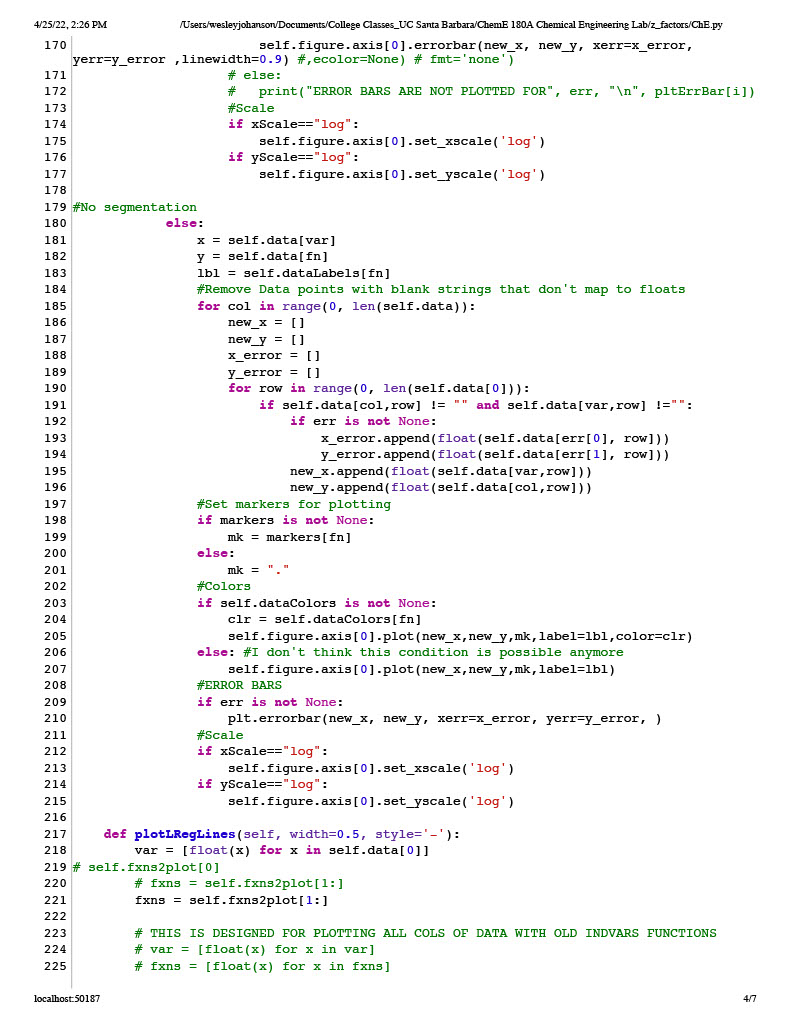 4/25/22, 2:26 PM /Users/wesleyjohanson/Documents/College Classes_UC Santa Barbara/ChemE 180A Chemical Engineering Lab/z_factors/ChE.py
170                         self.figure.axis[0].errorbar(new_x, new_y, xerr=x_error,
yerr=y_error ,linewidth=0.9) #,ecolor=None) # fmt='none')
171                     # else:
172                     #   print("ERROR BARS ARE NOT PLOTTED FOR", err, "\n", pltErrBar[i])
173                     #Scale
174                     if xScale=="log":
175                         self.figure.axis[0].set_xscale('log')
176                     if yScale=="log":
177                         self.figure.axis[0].set_yscale('log')
178
179 #No segmentation
180             else:
181                 x = self.data[var]
182                 y = self.data[fn]
183                 lbl = self.dataLabels[fn]
184                 #Remove Data points with blank strings that don't map to floats
185                 for col in range(0, len(self.data)):
186                     new_x = []
187                     new_y = []
188                     x_error = []
189                     y_error = []
190                     for row in range(0, len(self.data[0])):
191                         if self.data[col,row] != "" and self.data[var,row] !="":
192                             if err is not None:
193                                 x_error.append(float(self.data[err[0], row]))
194                                 y_error.append(float(self.data[err[1], row]))
195                             new_x.append(float(self.data[var,row]))
196                             new_y.append(float(self.data[col,row]))
197                 #Set markers for plotting
198                 if markers is not None:
199                     mk = markers[fn]
200                 else:
201                     mk = "."
202                 #Colors
203                 if self.dataColors is not None:
204                     clr = self.dataColors[fn]
205                     self.figure.axis[0].plot(new_x,new_y,mk,label=lbl,color=clr)
206                 else: #I don't think this condition is possible anymore
207                     self.figure.axis[0].plot(new_x,new_y,mk,label=lbl)
208                 #ERROR BARS
209                 if err is not None:
210                     plt.errorbar(new_x, new_y, xerr=x_error, yerr=y_error, )
211                 #Scale
212                 if xScale=="log":
213                     self.figure.axis[0].set_xscale('log')
214                 if yScale=="log":
215                     self.figure.axis[0].set_yscale('log')
216
217     def plotLRegLines(self, width=0.5, style='-'):
218         var = [float(x) for x in self.data[0]]
219 # self.fxns2plot[0]
220         # fxns = self.fxns2plot[1:]
221         fxns = self.fxns2plot[1:]
222
223         # THIS IS DESIGNED FOR PLOTTING ALL COLS OF DATA WITH OLD INDVARS FUNCTIONS
224         # var = [float(x) for x in var]
225         # fxns = [float(x) for x in fxns]
localhost:50187 4/7